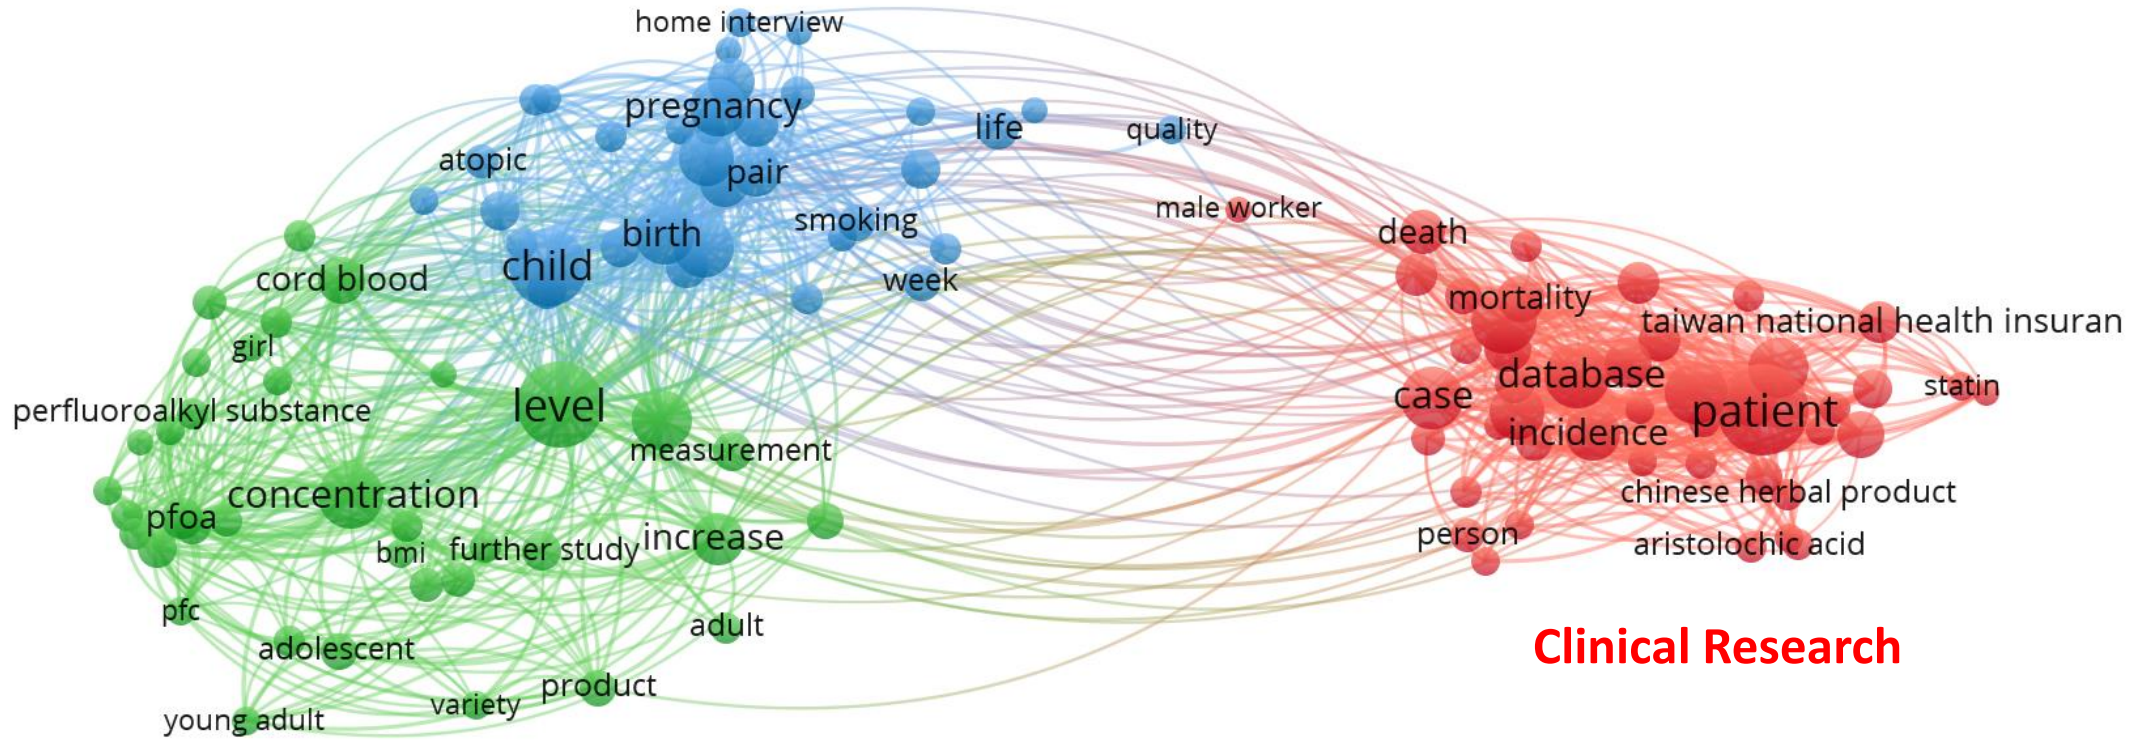 home interview
pregnancy
life
quality
atopic
pair
male worker
smoking
death
birth
child
cord blood
week
mortality
taiwan national health insuran
girl
database
statin
case
level
perfluoroalkyl substance
patient
incidence
measurement
concentration
chinese herbal product
pfoa
increase
person
bmi
further study
aristolochic acid
pfc
adult
adolescent
Clinical Research
product
variety
young adult